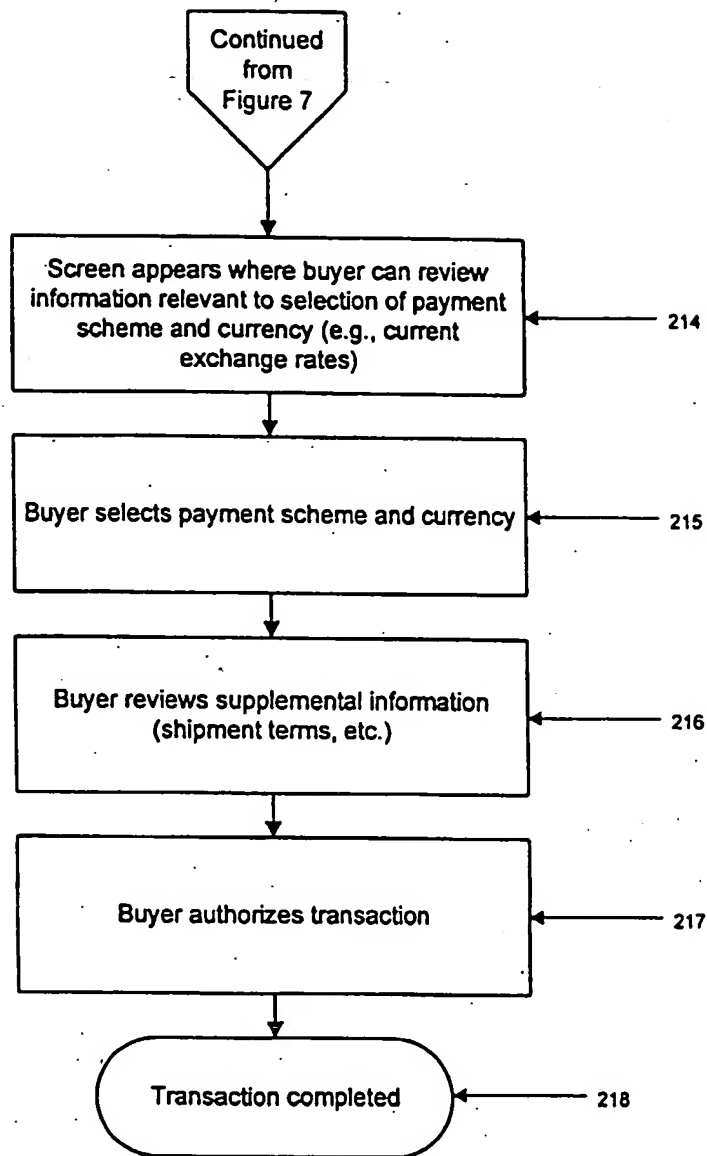 Continued
from
Figure 7
Screen appears where buyer can review
information relevant to selection of payment
scheme and currency (e.g., current
exchange rates)
214
Buyer selects payment scheme and currency
215
Buyer reviews supplemental information
(shipment terms, etc.)
216
Buyer authorizes transaction
217
Transaction completed
218